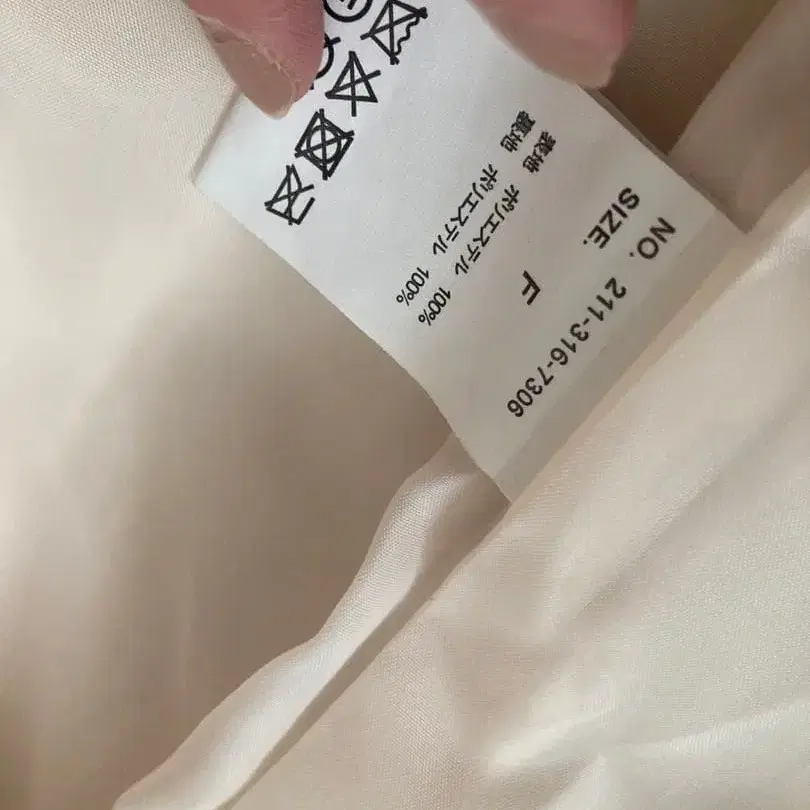 NO. 211-316-7306
SIZE. F
表地 ポリエステル 100%
裏地 ポリエステル 100%